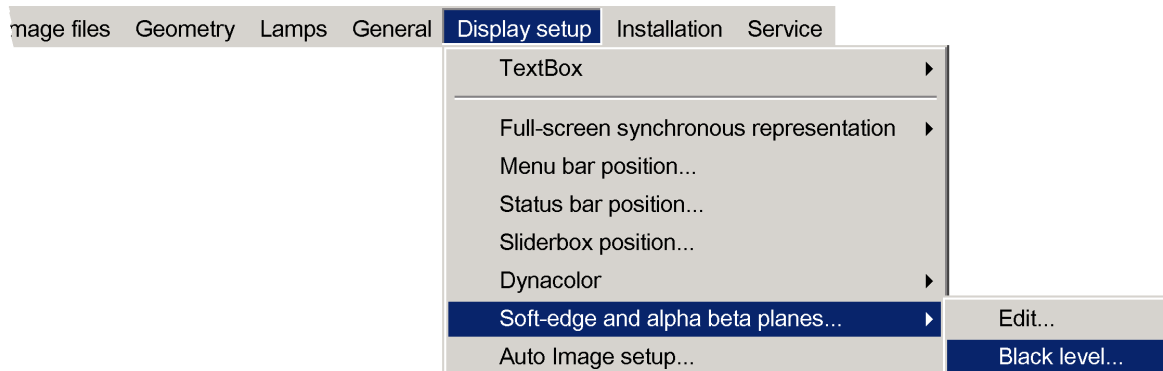 mage files Geometry Lamps General Display setup Installation Service
TextBox
Full-screen synchronous representation
Menu bar position...
Status bar position...
Sliderbox position...
Dynacolor
Soft-edge and alpha beta planes... Edit...
Auto Image setup... Black level...